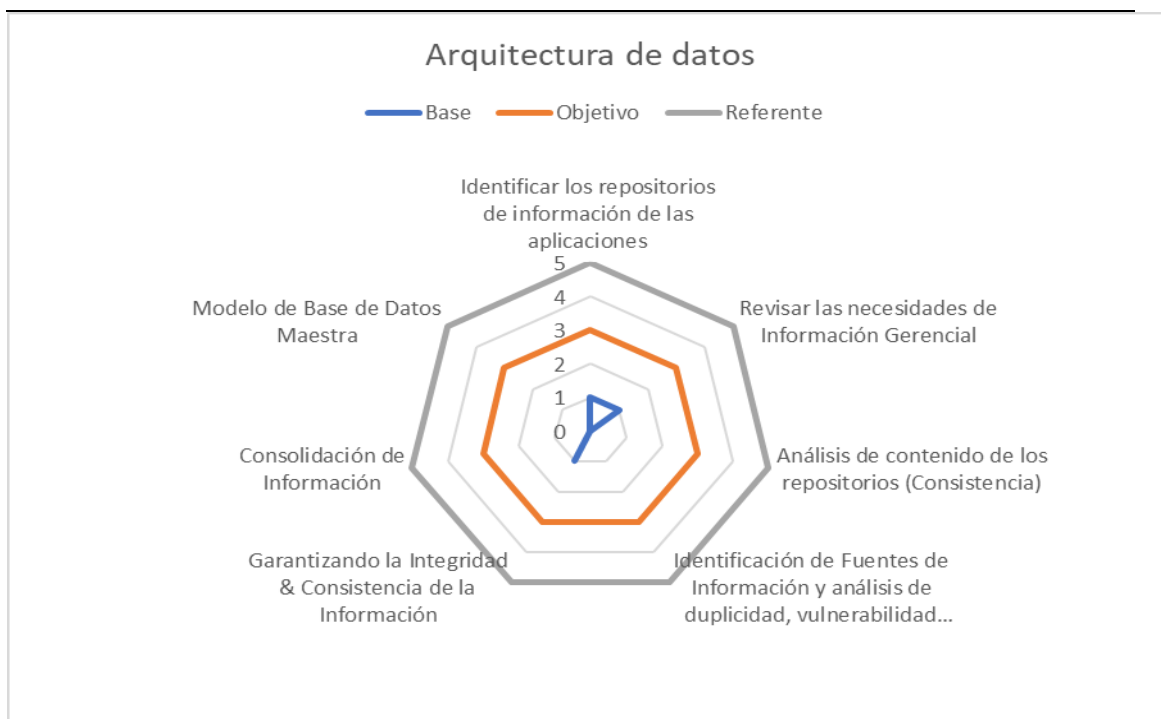 Arquitectura de datos
Base Objetivo Referente
Identificar los repositorios
de información de las
aplicaciones
5
4
3
2
1
0
Revisar las necesidades de
Información Gerencial
Análisis de contenido de los
repositorios (Consistencia)
Identificación de Fuentes de
Información y análisis de
duplicidad, vulnerabilidad...
Garantizando la Integridad
& Consistencia de la
Información
Consolidación de
Información
Modelo de Base de Datos
Maestra